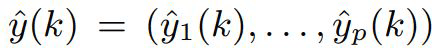 ŷ(k) = (ŷ₁(k), . . . , ŷₚ(k))